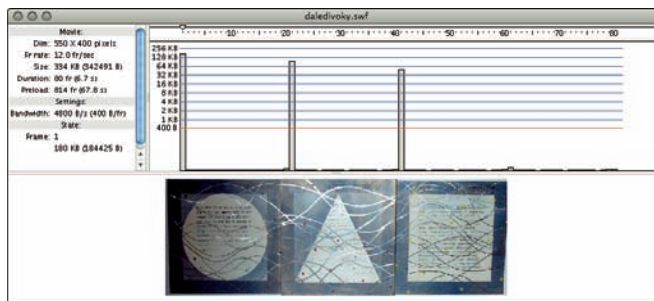 daledivoky.swf
Movie:
Dim: 550 X 400 pixels
Fr rate: 12.0 fr/sec
Size: 334 KB (342491 B)
Duration: 80 fr (6.7 s)
Preload: 814 fr (67.8 s)
Settings:
Bandwidth: 4800 B/s (400 B/fr)
State:
Frame: 1
180 KB (184425 B)
10 20 30 40 50 60 70 80
256 KB
128 KB
64 KB
32 KB
16 KB
8 KB
4 KB
2 KB
1 KB
400 B